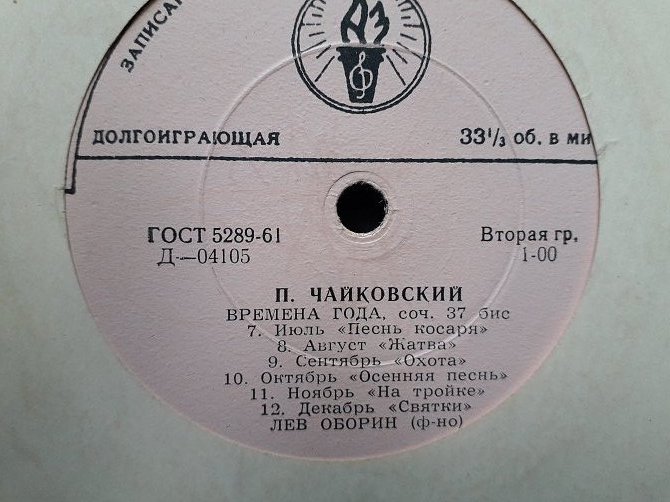 АЗ
ДОЛГОИГРАЮЩАЯ 33⅓ об. в ми
ГОСТ 5289-61 Вторая гр.
Д—04105 1-00
П. ЧАЙКОВСКИЙ
ВРЕМЕНА ГОДА, соч. 37 бис
7. Июль «Песнь косаря»
8. Август «Жатва»
9. Сентябрь «Охота»
10. Октябрь «Осенняя песнь»
11. Ноябрь «На тройке»
12. Декабрь «Святки»
ЛЕВ ОБОРИН (ф-но)